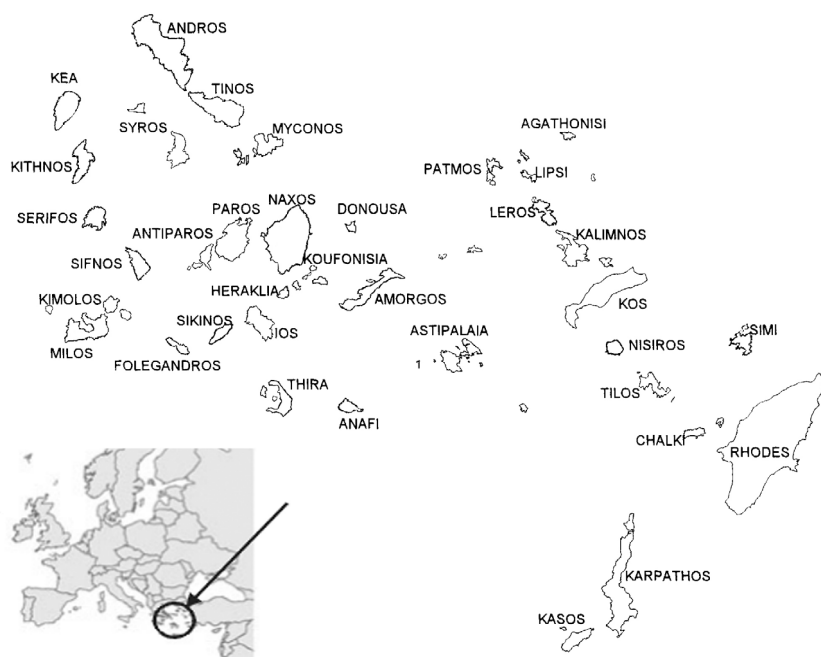 ANDROS
KEA
TINOS
SYROS
MYCONOS
AGATHONISI
KITHNOS
PATMOS
LIPSI
SERIFOS
PAROS
NAXOS
DONOUSA
LEROS
ANTIPAROS
KALIMNOS
SIFNOS
KOUFONISIA
HERAKLIA
AMORGOS
KIMOLOS
KOS
SIKINOS
IOS
ASTIPALAIA
SIMI
MILOS
FOLEGANDROS
1
NISIROS
THIRA
TILOS
ANAFI
CHALKI
RHODES
KARPATHOS
KASOS